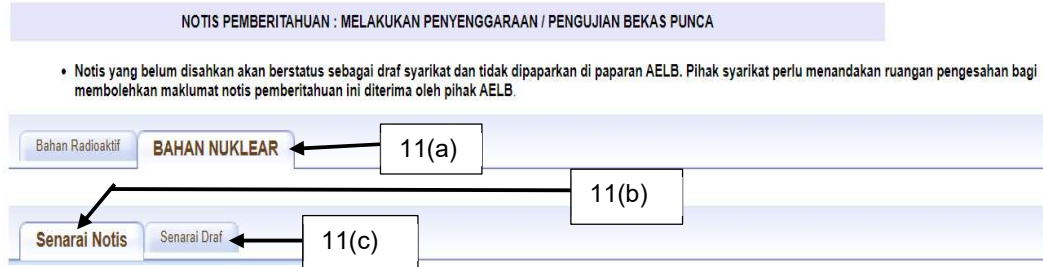 NOTIS PEMBERITAHUAN : MELAKUKAN PENYENGGARAAN / PENGUJIAN BEKAS PUNCA
• Notis yang belum disahkan akan berstatus sebagai draf syarikat dan tidak dipaparkan di paparan AELB. Pihak syarikat perlu menandakan ruangan pengesahan bagi
membolehkan maklumat notis pemberitahuan ini diterima oleh pihak AELB.
Bahan Radioaktif BAHAN NUKLEAR 11(a)
11(b)
Senarai Notis Senarai Draf 11(c)